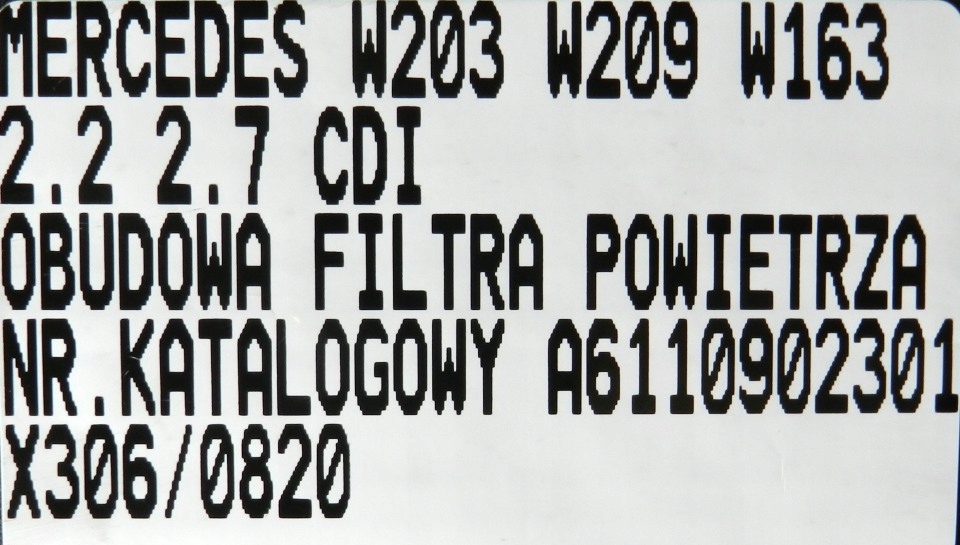 MERCEDES W203 W209 W163
2.2 2.7 CDI
OBUDOWA FILTRA POWIETRZA
NR.KATALOGOWY A6110902301
X306/0820